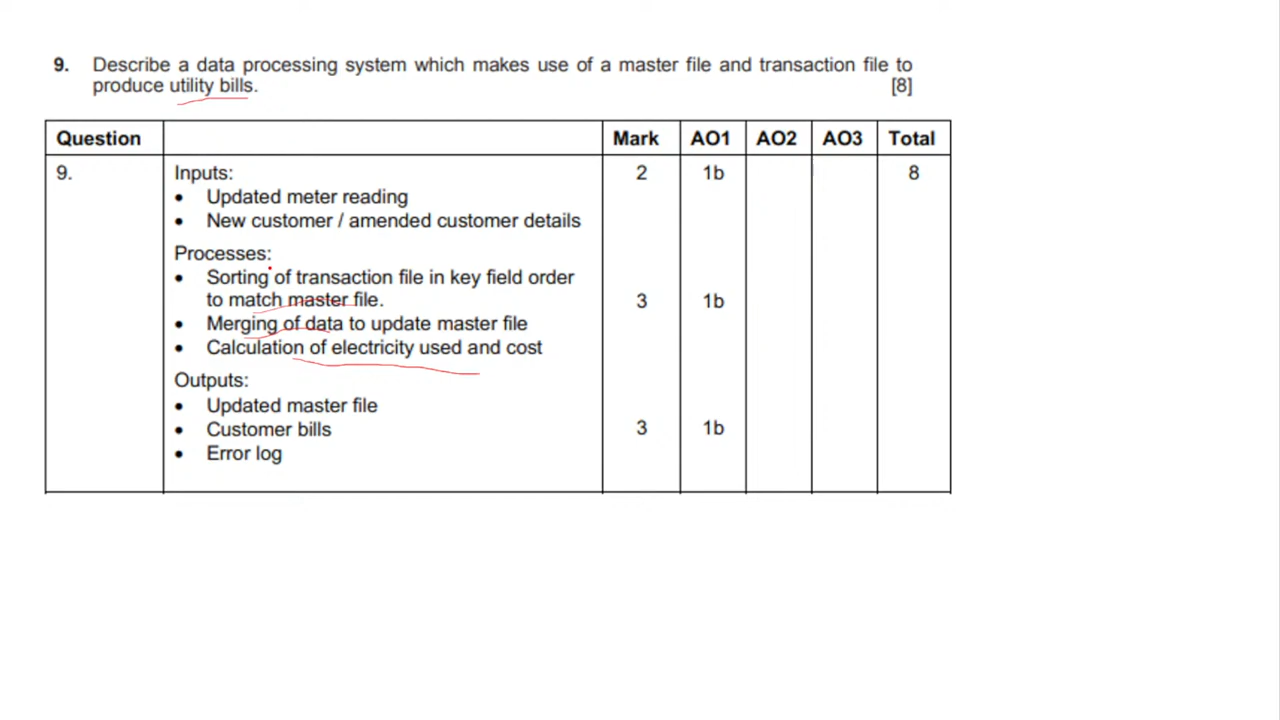 9. Describe a data processing system which makes use of a master file and transaction file to
produce utility bills. [8]
Question Mark AO1 AO2 AO3 Total
9. Inputs: 2 1b 8
• Updated meter reading
• New customer / amended customer details
Processes:
• Sorting of transaction file in key field order
to match master file. 3 1b
• Merging of data to update master file
• Calculation of electricity used and cost
Outputs:
• Updated master file
• Customer bills 3 1b
• Error log